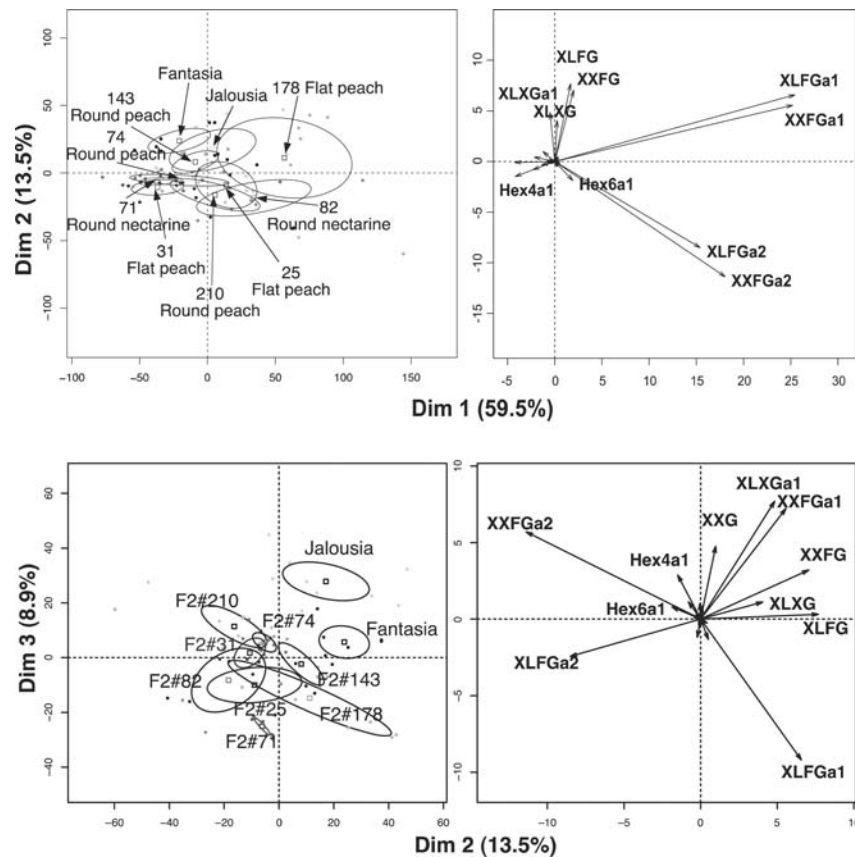 100
50
0
-50
-100
Dim 2 (13.5%)
Fantasia
143
Round peach
Jalousia
178 Flat peach
74
Round peach
71*
Round nectarine
82
Round nectarine
31
Flat peach
25
Flat peach
210
Round peach
-100 -50 0 50 100 150
10
5
0
-5
-10
-15
XLFG
XXFG
XLXGa1
XLXG
XLFGa1
XXFGa1
Hex4a1
Hex6a1
XLFGa2
XXFGa2
-5 0 5 10 15 20 25 30
Dim 1 (59.5%)
60
40
20
0
-20
-40
Dim 3 (8.9%)
Jalousia
F2#210
F2#74
Fantasia
F2#31
F2#82
F2#143
F2#25
F2#178
F2#71
-60 -40 -20 0 20 40 60
10
5
0
-5
-10
XLXGa1
XXFGa1
XXFGa2
XXG
Hex4a1
XXFG
Hex6a1
XLXG
XLFG
XLFGa2
XLFGa1
-10 -5 0 5 10
Dim 2 (13.5%)